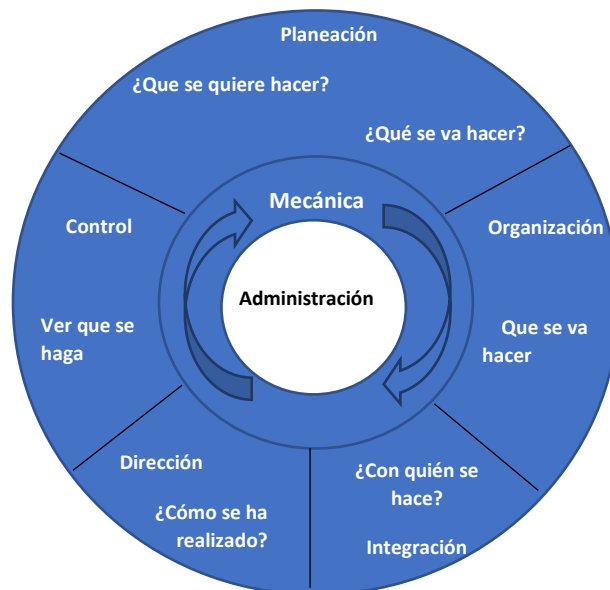 Planeación
¿Que se quiere hacer?
¿Qué se va hacer?
Mecánica
Control
Organización
Administración
Ver que se
haga
Que se va
hacer
Dirección
¿Con quién se
hace?
¿Cómo se ha
realizado?
Integración